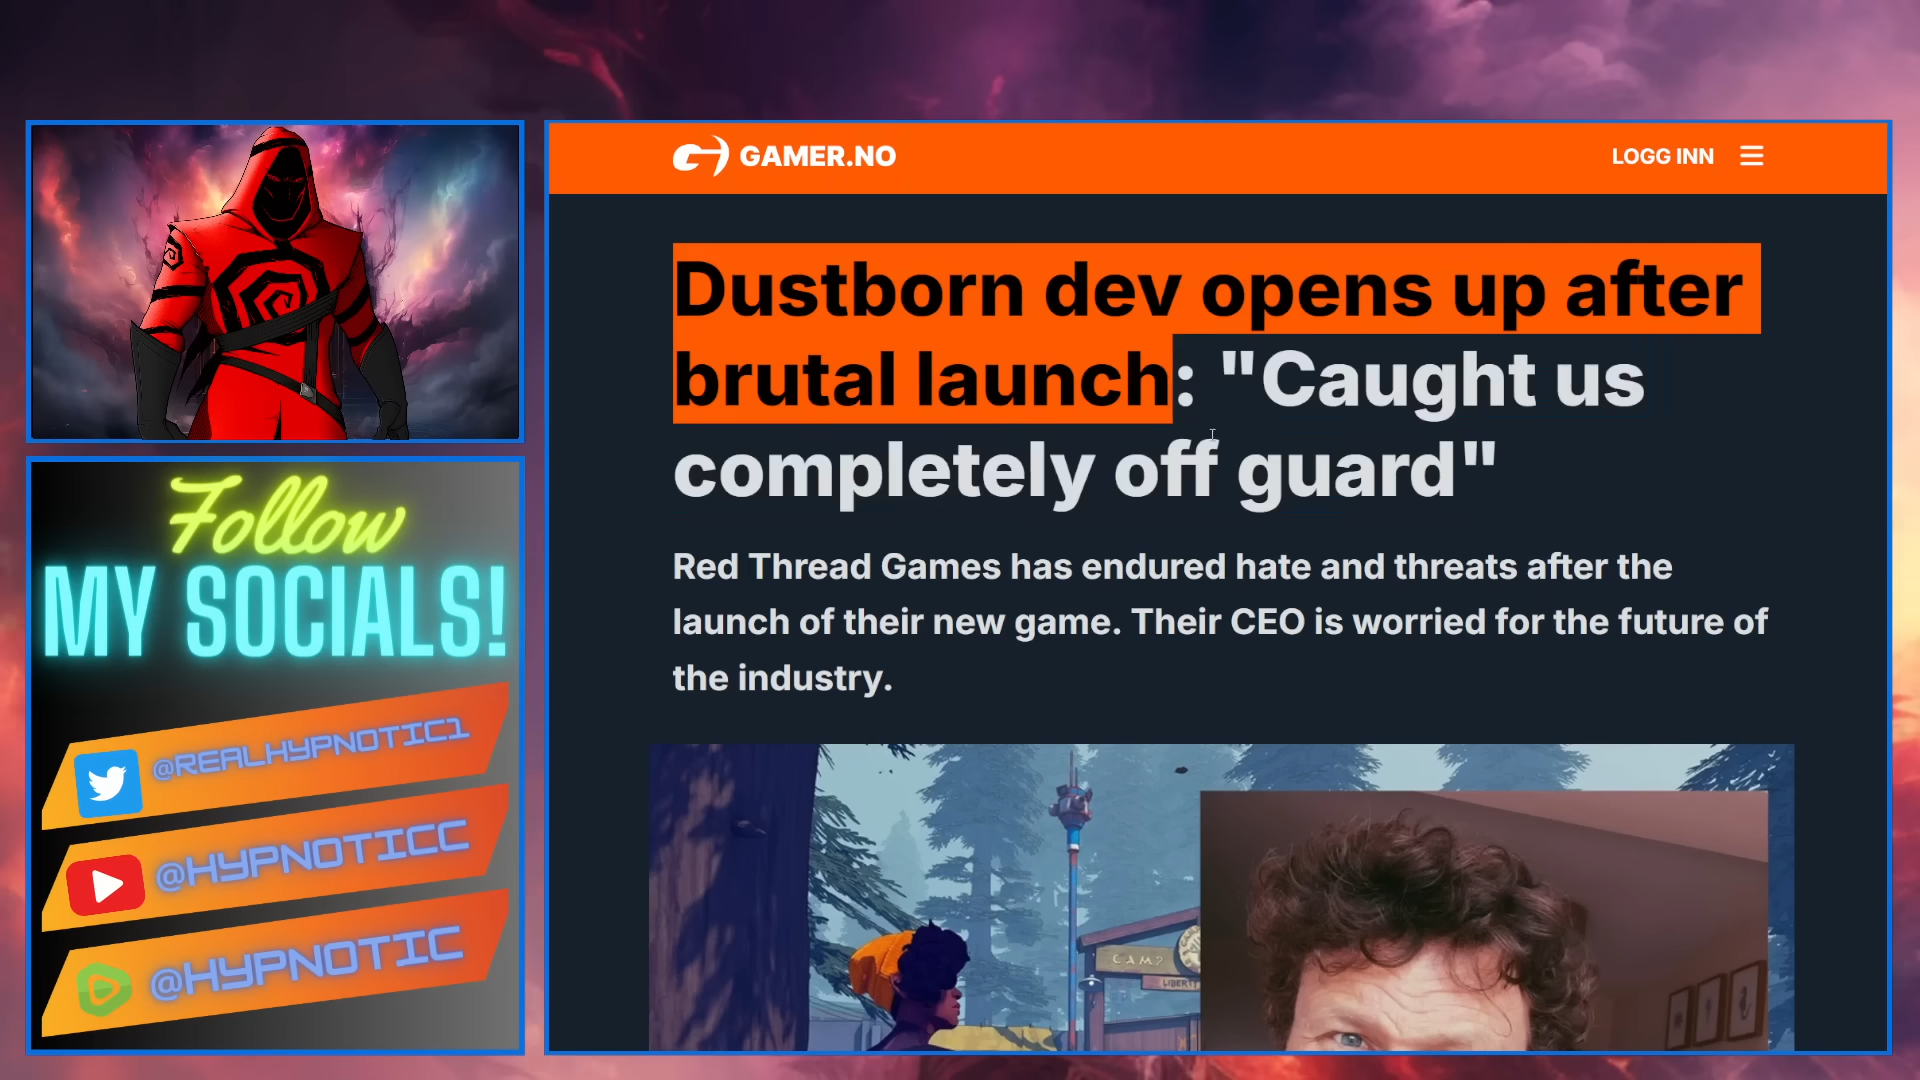 GAMER.NO
LOGG INN
Dustborn dev opens up after
brutal launch: "Caught us
completely off guard"
Red Thread Games has endured hate and threats after the
launch of their new game. Their CEO is worried for the future of
the industry.
CAMP
LIBERTY
Follow
MY SOCIALS!
@REALHYPNOTIC1
@HYPNOTICC
@HYPNOTIC